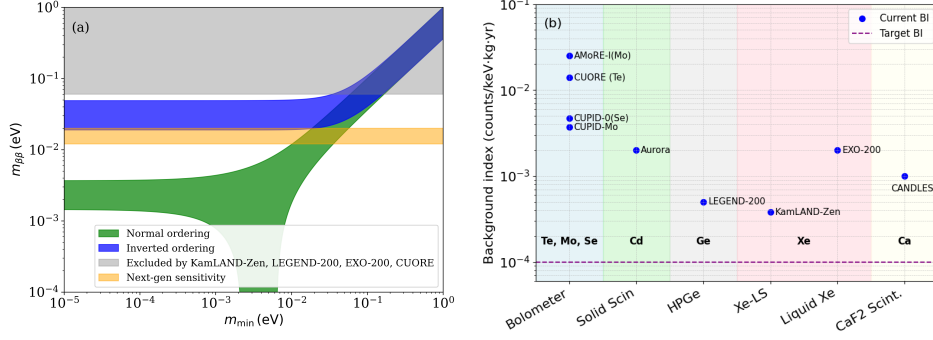 (a)
10⁰
10⁻¹
10⁻²
10⁻³
10⁻⁴
m_ββ (eV)
Normal ordering
Inverted ordering
Excluded by KamLAND-Zen, LEGEND-200, EXO-200, CUORE
Next-gen sensitivity
10⁻⁵ 10⁻⁴ 10⁻³ 10⁻² 10⁻¹ 10⁰
m_min (eV)
(b)
Current BI
Target BI
10⁻¹
10⁻²
10⁻³
10⁻⁴
Background index (counts/keV·kg·yr)
AMoRE-I(Mo)
CUORE (Te)
CUPID-0(Se)
CUPID-Mo
Aurora
EXO-200
CANDLES
LEGEND-200
KamLAND-Zen
Te, Mo, Se Cd Ge Xe Ca
Bolometer Solid Scin HPGe Xe-LS Liquid Xe CaF2 Scint.